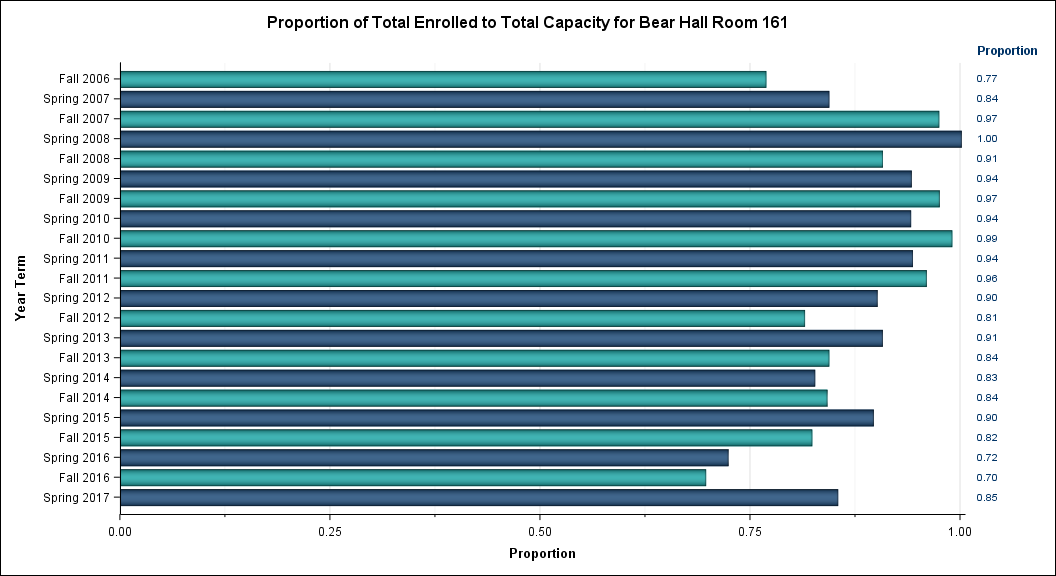 Proportion of Total Enrolled to Total Capacity for Bear Hall Room 161
Proportion
Fall 2006 0.77
Spring 2007 0.84
Fall 2007 0.97
Spring 2008 1.00
Fall 2008 0.91
Spring 2009 0.94
Fall 2009 0.97
Spring 2010 0.94
Fall 2010 0.99
Spring 2011 0.94
Fall 2011 0.96
Spring 2012 0.90
Fall 2012 0.81
Spring 2013 0.91
Fall 2013 0.84
Spring 2014 0.83
Fall 2014 0.84
Spring 2015 0.90
Fall 2015 0.82
Spring 2016 0.72
Fall 2016 0.70
Spring 2017 0.85
Year Term
0.00 0.25 0.50 0.75 1.00
Proportion